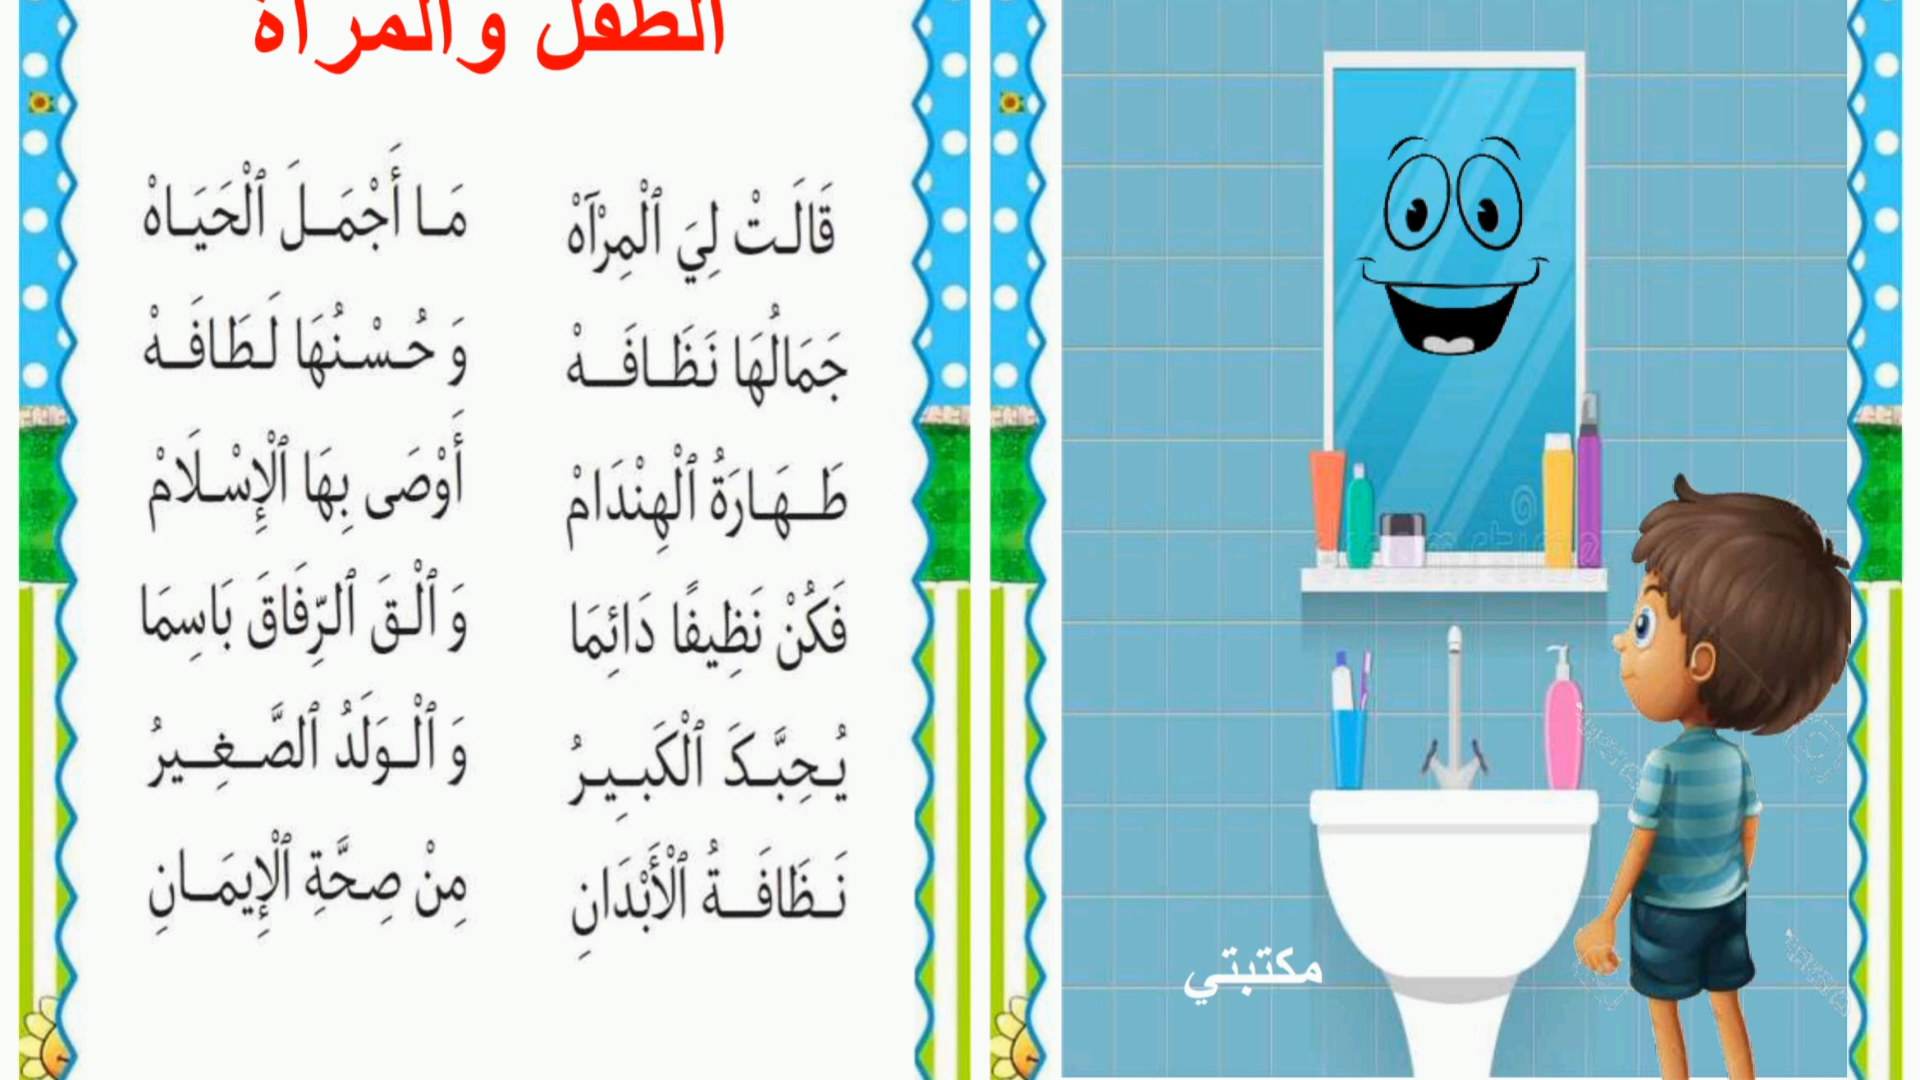 الطفل والمرآة
قَالَتْ لِيَ ٱلْمِرْآهْ مَا أَجْمَلَ ٱلْحَيَاهْ
جَمَالُهَا نَظَافَهْ وَ حُسْنُهَا لَطَافَهْ
طَهَارَةُ ٱلْهِنْدَامْ أَوْصَى بِهَا ٱلْإِسْلَامْ
فَكُنْ نَظِيفًا دَائِمَا وَ ٱلْقَ ٱلرِّفَاقَ بَاسِمَا
يُحِبَّكَ ٱلْكَبِيرُ وَ ٱلْوَلَدُ ٱلصَّغِيرُ
نَظَافَةُ ٱلْأَبْدَانِ مِنْ صِحَّةِ ٱلْإِيمَانِ
مكتبتي